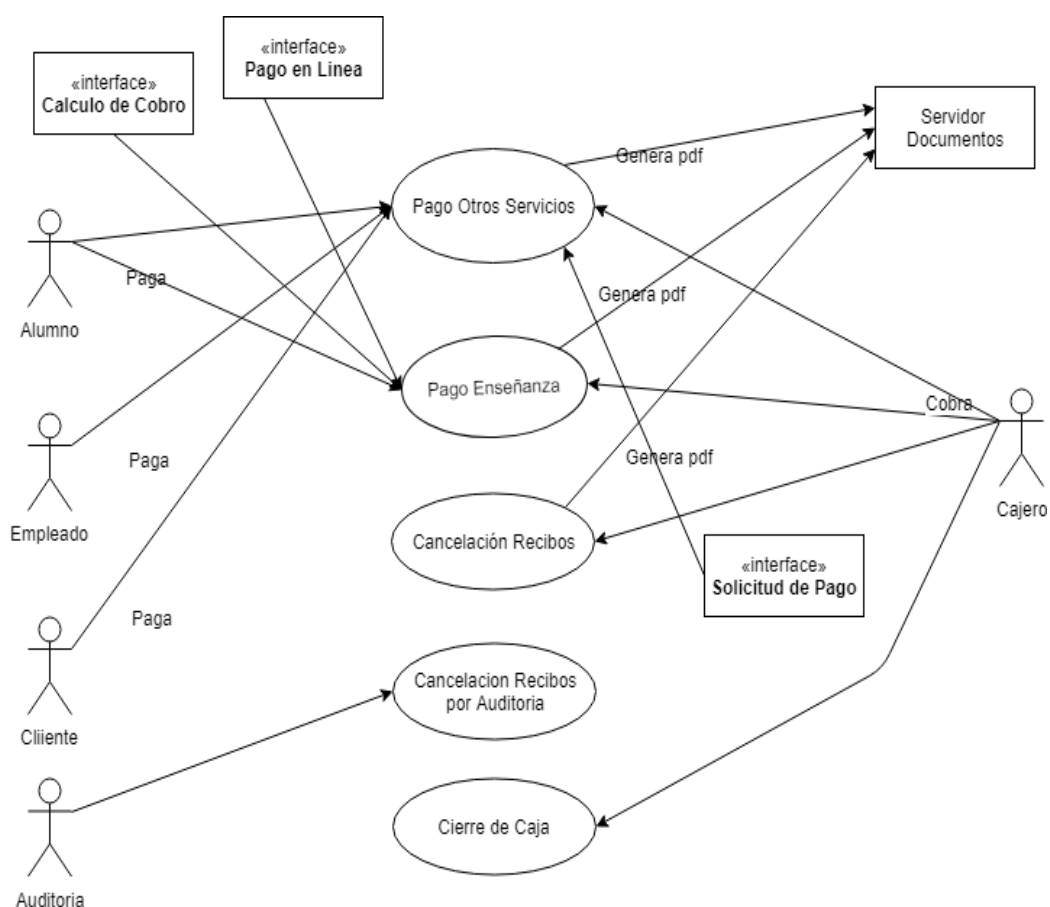 «interface»
Pago en Linea
«interface»
Calculo de Cobro
Servidor
Documentos
Genera pdf
Pago Otros Servicios
Paga
Alumno
Genera pdf
Pago Enseñanza
Cobra
Paga
Genera pdf
Cajero
Empleado
Cancelación Recibos
«interface»
Solicitud de Pago
Paga
Cancelacion Recibos
por Auditoria
Cliiente
Cierre de Caja
Auditoria